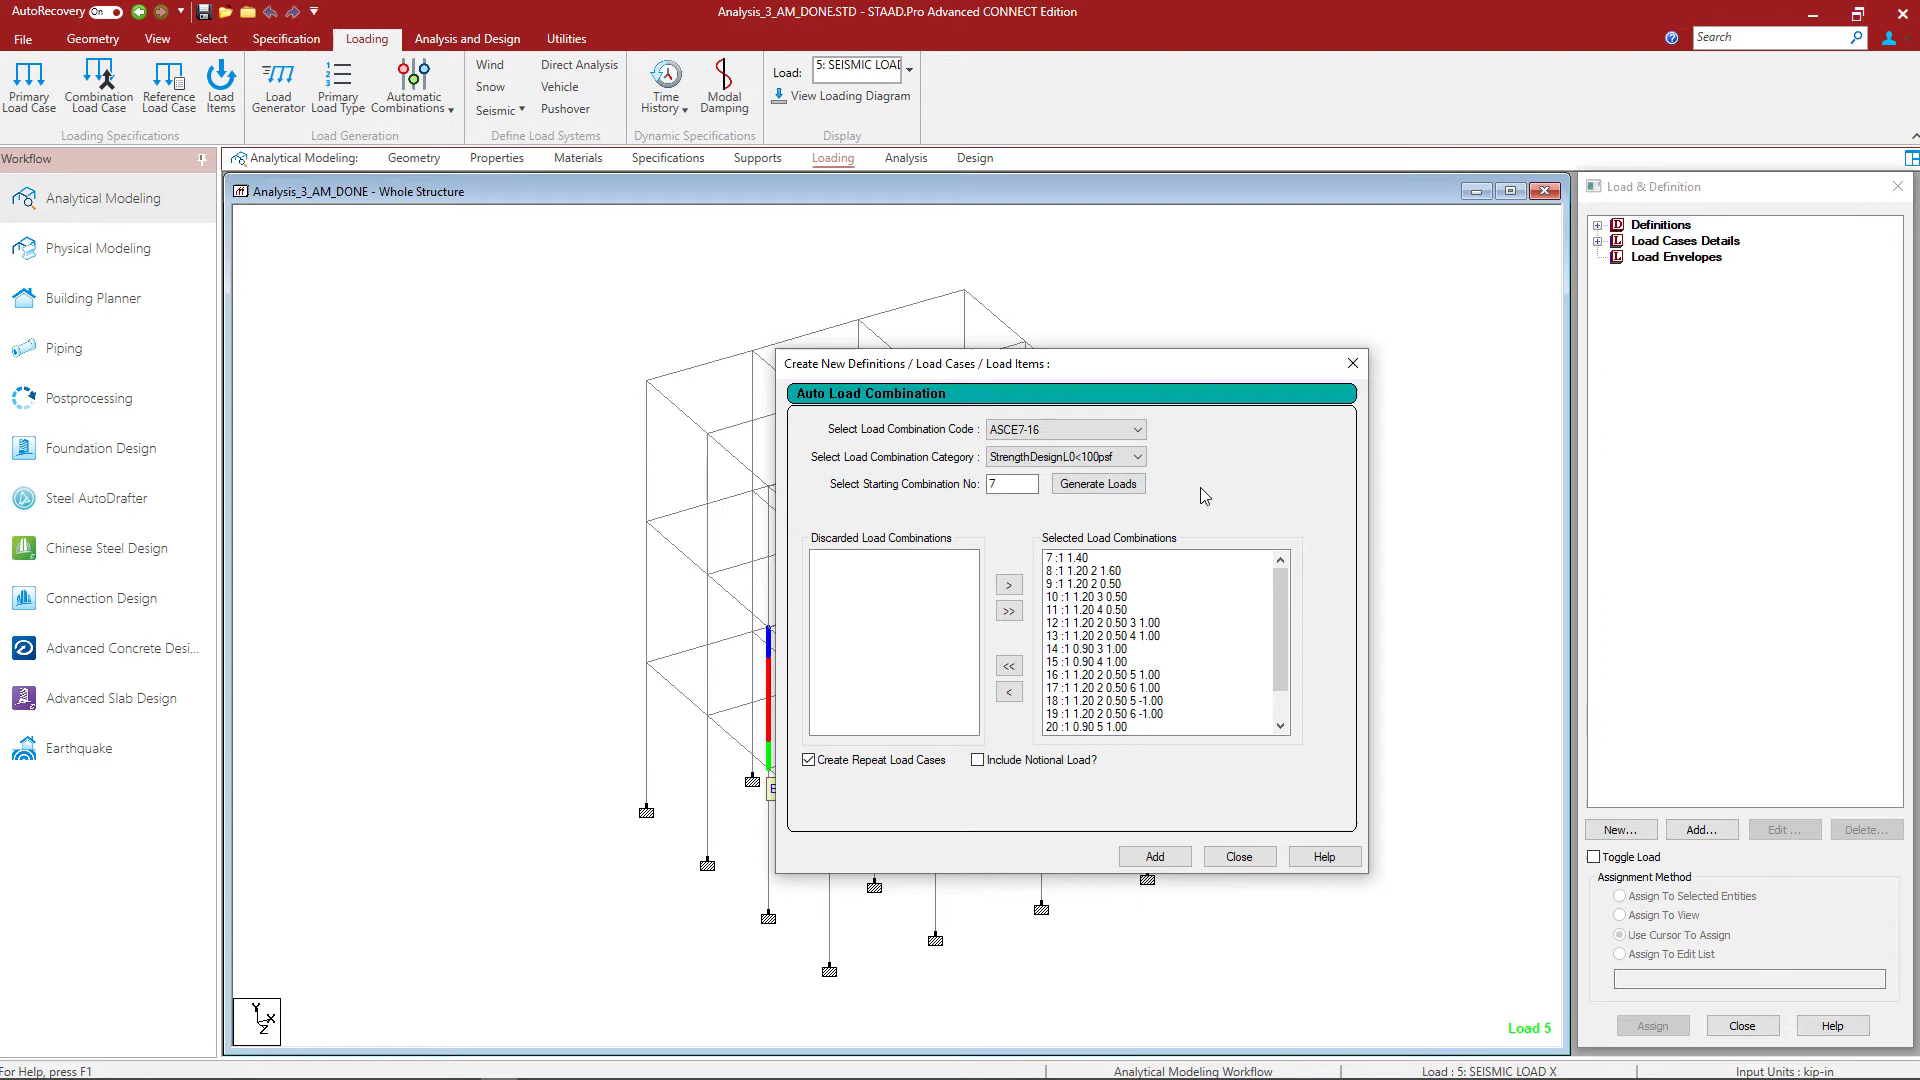 AutoRecovery On
Analysis_3_AM_DONE.STD - STAAD.Pro Advanced CONNECT Edition
File Geometry View Select Specification Loading Analysis and Design Utilities
Search
Primary Load Case
Combination Load Case
Reference Load Case
Load Items
Loading Specifications
Load Generator
Primary Load Type
Automatic Combinations
Load Generation
Wind
Snow
Seismic
Direct Analysis
Vehicle
Pushover
Define Load Systems
Time History
Modal Damping
Dynamic Specifications
Load: 5: SEISMIC LOAD
View Loading Diagram
Display
Workflow
Analytical Modeling: Geometry Properties Materials Specifications Supports Loading Analysis Design
Analytical Modeling
Physical Modeling
Building Planner
Piping
Postprocessing
Foundation Design
Steel AutoDrafter
Chinese Steel Design
Connection Design
Advanced Concrete Desi...
Advanced Slab Design
Earthquake
Analysis_3_AM_DONE - Whole Structure
Y
X
Z
Load 5
Create New Definitions / Load Cases / Load Items :
Auto Load Combination
Select Load Combination Code : ASCE7-16
Select Load Combination Category : StrengthDesignL0<100psf
Select Starting Combination No: 7 Generate Loads
Discarded Load Combinations
>
>>
<<
<
Selected Load Combinations
7 :1 1.40
8 :1 1.20 2 1.60
9 :1 1.20 2 0.50
10 :1 1.20 3 0.50
11 :1 1.20 4 0.50
12 :1 1.20 2 0.50 3 1.00
13 :1 1.20 2 0.50 4 1.00
14 :1 0.90 3 1.00
15 :1 0.90 4 1.00
16 :1 1.20 2 0.50 5 1.00
17 :1 1.20 2 0.50 6 1.00
18 :1 1.20 2 0.50 5 -1.00
19 :1 1.20 2 0.50 6 -1.00
20 :1 0.90 5 1.00
Create Repeat Load Cases Include Notional Load?
Add Close Help
Load & Definition
D Definitions
L Load Cases Details
L Load Envelopes
New... Add... Edit ... Delete...
Toggle Load
Assignment Method
Assign To Selected Entities
Assign To View
Use Cursor To Assign
Assign To Edit List
Assign Close Help
For Help, press F1
Analytical Modeling Workflow
Load : 5: SEISMIC LOAD X
Input Units : kip-in